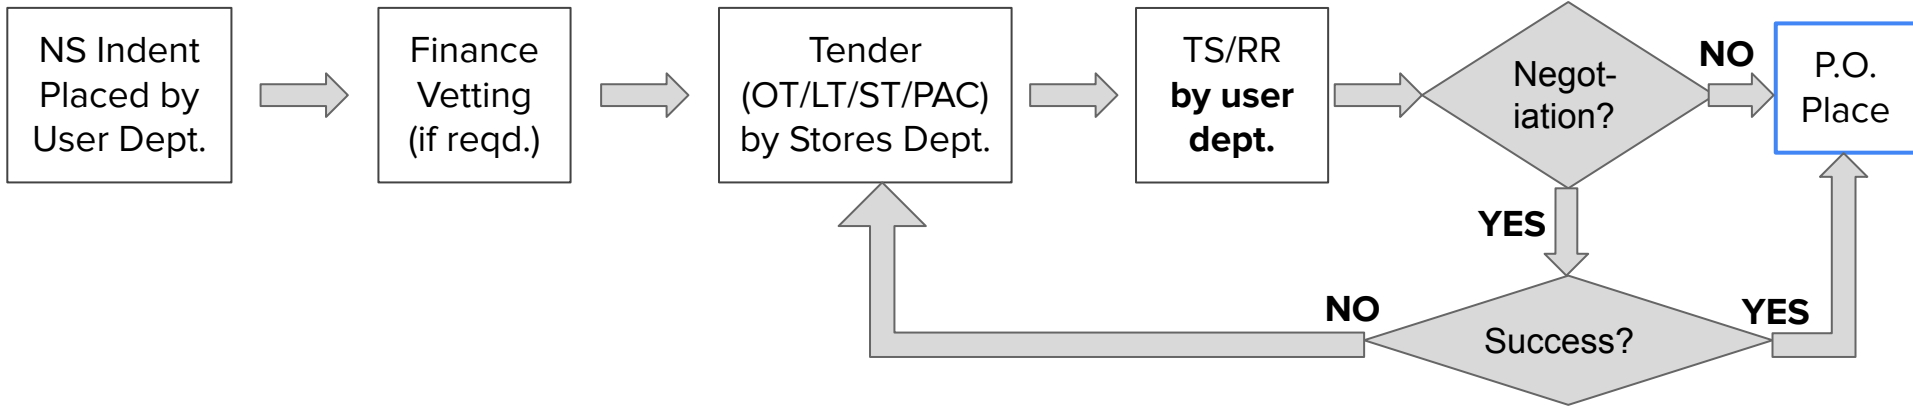 NS Indent
Placed by
User Dept.
Finance
Vetting
(if reqd.)
Tender
(OT/LT/ST/PAC)
by Stores Dept.
TS/RR
by user
dept.
Negot-
iation?
NO
P.O.
Place
YES
NO
Success?
YES